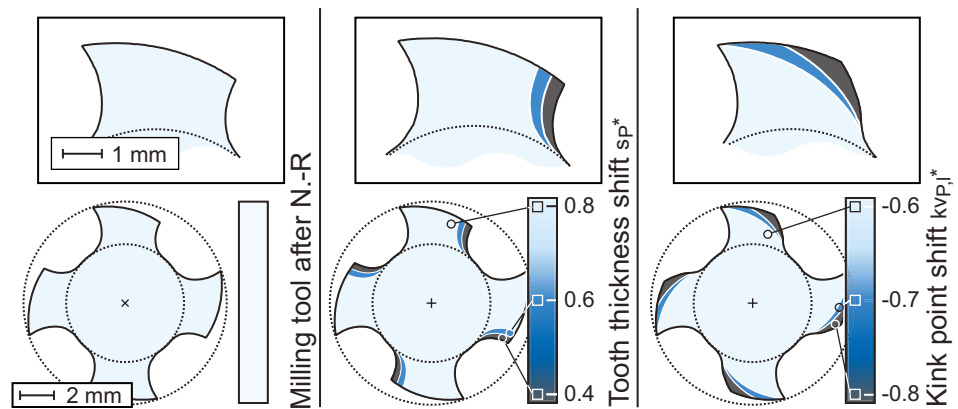 1 mm
2 mm
Milling tool after N.-R
0.8
0.6
0.4
Tooth thickness shift sP*
-0.6
-0.7
-0.8
Kink point shift kvP,l*